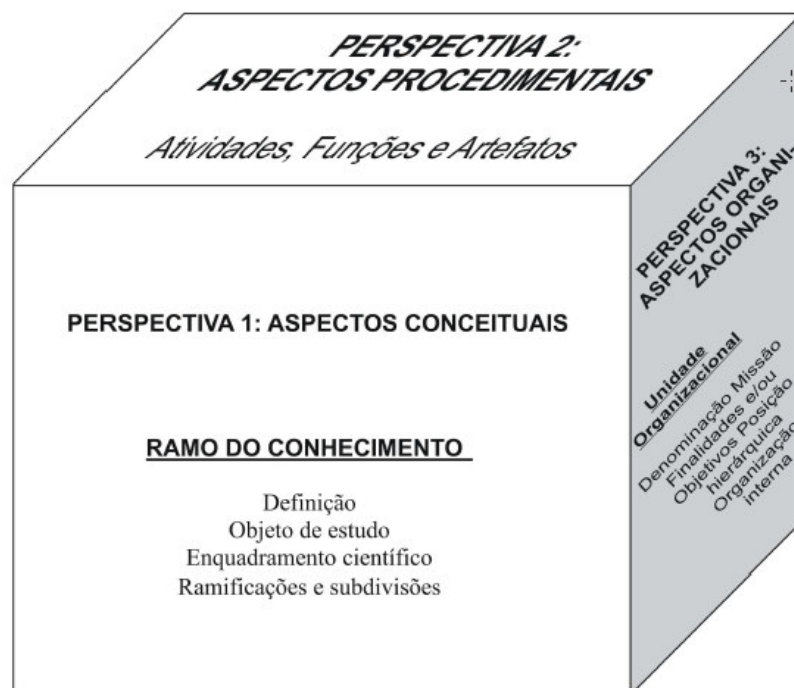 PERSPECTIVA 2:
ASPECTOS PROCEDIMENTAIS
Atividades, Funções e Artefatos
PERSPECTIVA 1: ASPECTOS CONCEITUAIS
RAMO DO CONHECIMENTO
Definição
Objeto de estudo
Enquadramento científico
Ramificações e subdivisões
PERSPECTIVA 3:
ASPECTOS ORGANI-
ZACIONAIS
Unidade
Organizacional
Denominação Missão
Finalidades e/ou
Objetivos Posição
hierárquica
Organização
interna